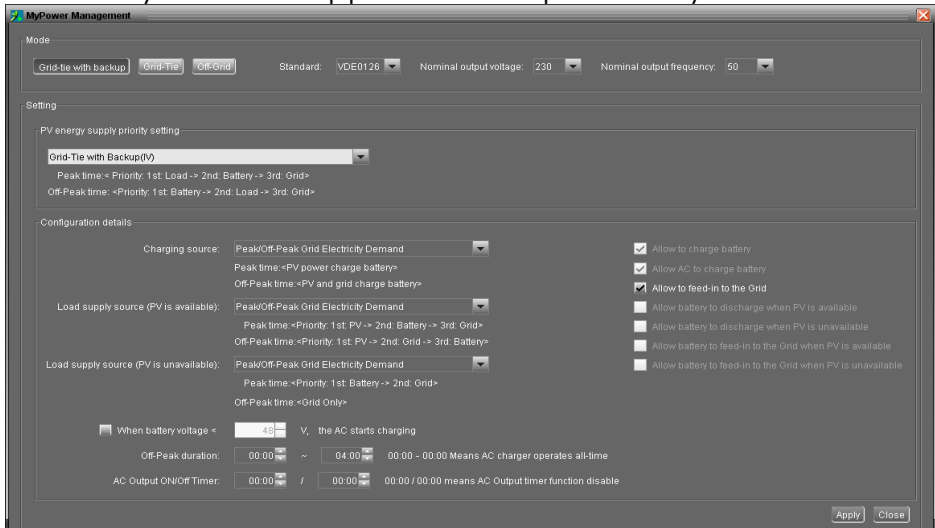 MyPower Management
Mode
Grid-tie with backup Grid-Tie Off-Grid Standard: VDE0126 Nominal output voltage: 230 Nominal output frequency: 50
Setting
PV energy supply priority setting
Grid-Tie with Backup(IV)
Peak time:< Priority: 1st: Load -> 2nd: Battery -> 3rd: Grid>
Off-Peak time: <Priority: 1st: Battery -> 2nd: Load -> 3rd: Grid>
Configuration details
Charging source: Peak/Off-Peak Grid Electricity Demand Allow to charge battery
Peak time:<PV power charge battery> Allow AC to charge battery
Off-Peak time:<PV and grid charge battery> Allow to feed-in to the Grid
Load supply source (PV is available): Peak/Off-Peak Grid Electricity Demand Allow battery to discharge when PV is available
Peak time:<Priority: 1st: PV -> 2nd: Battery -> 3rd: Grid> Allow battery to discharge when PV is unavailable
Off-Peak time:<Priority: 1st: PV -> 2nd: Grid -> 3rd: Battery> Allow battery to feed-in to the Grid when PV is available
Load supply source (PV is unavailable): Peak/Off-Peak Grid Electricity Demand Allow battery to feed-in to the Grid when PV is unavailable
Peak time:<Priority: 1st: Battery -> 2nd: Grid>
Off-Peak time:<Grid Only>
When battery voltage < 48 V, the AC starts charging
Off-Peak duration: 00:00 ~ 04:00 00:00 - 00:00 Means AC charger operates all-time
AC Output ON/Off Timer: 00:00 / 00:00 00:00 / 00:00 means AC Output timer function disable
Apply Close